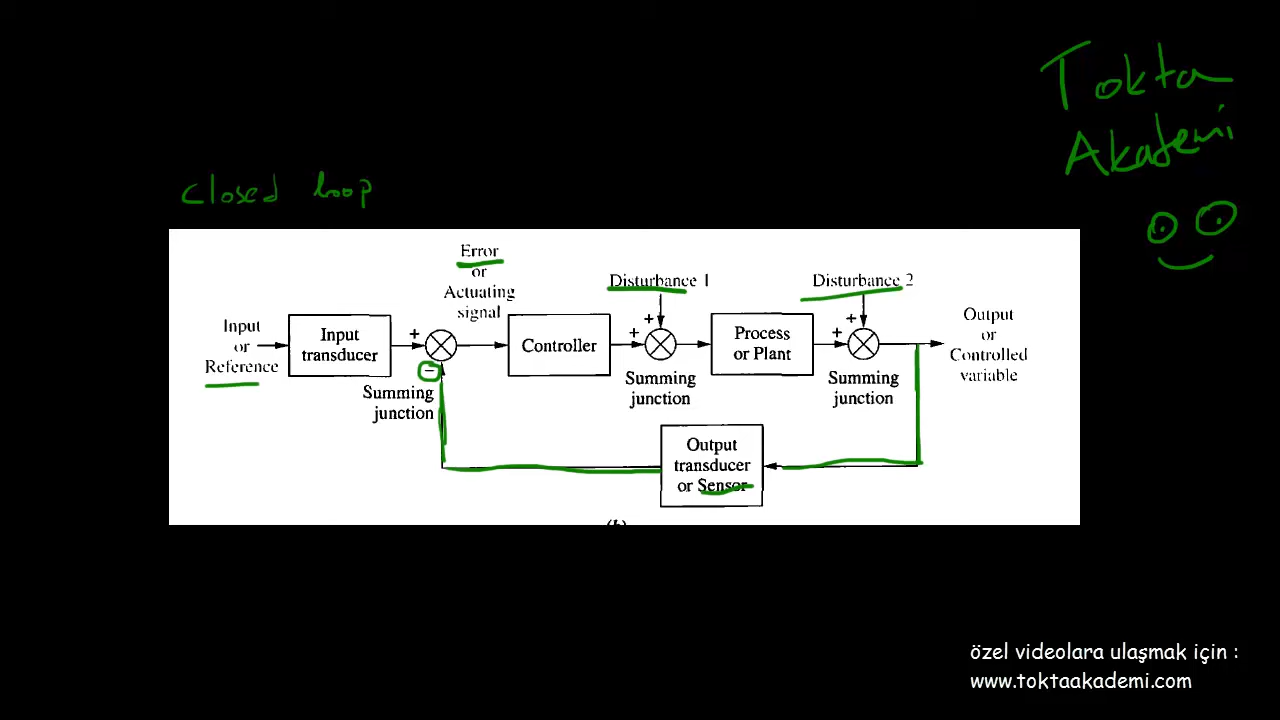 Tokta
Akademi
Closed loop
Error
or
Actuating
signal
Disturbance 1
Disturbance 2
Input
or
Reference
Input
transducer
+
−
Summing
junction
Controller
+
+
Summing
junction
Process
or Plant
+
+
Summing
junction
Output
or
Controlled
variable
Output
transducer
or Sensor
özel videolara ulaşmak için :
www.toktaakademi.com